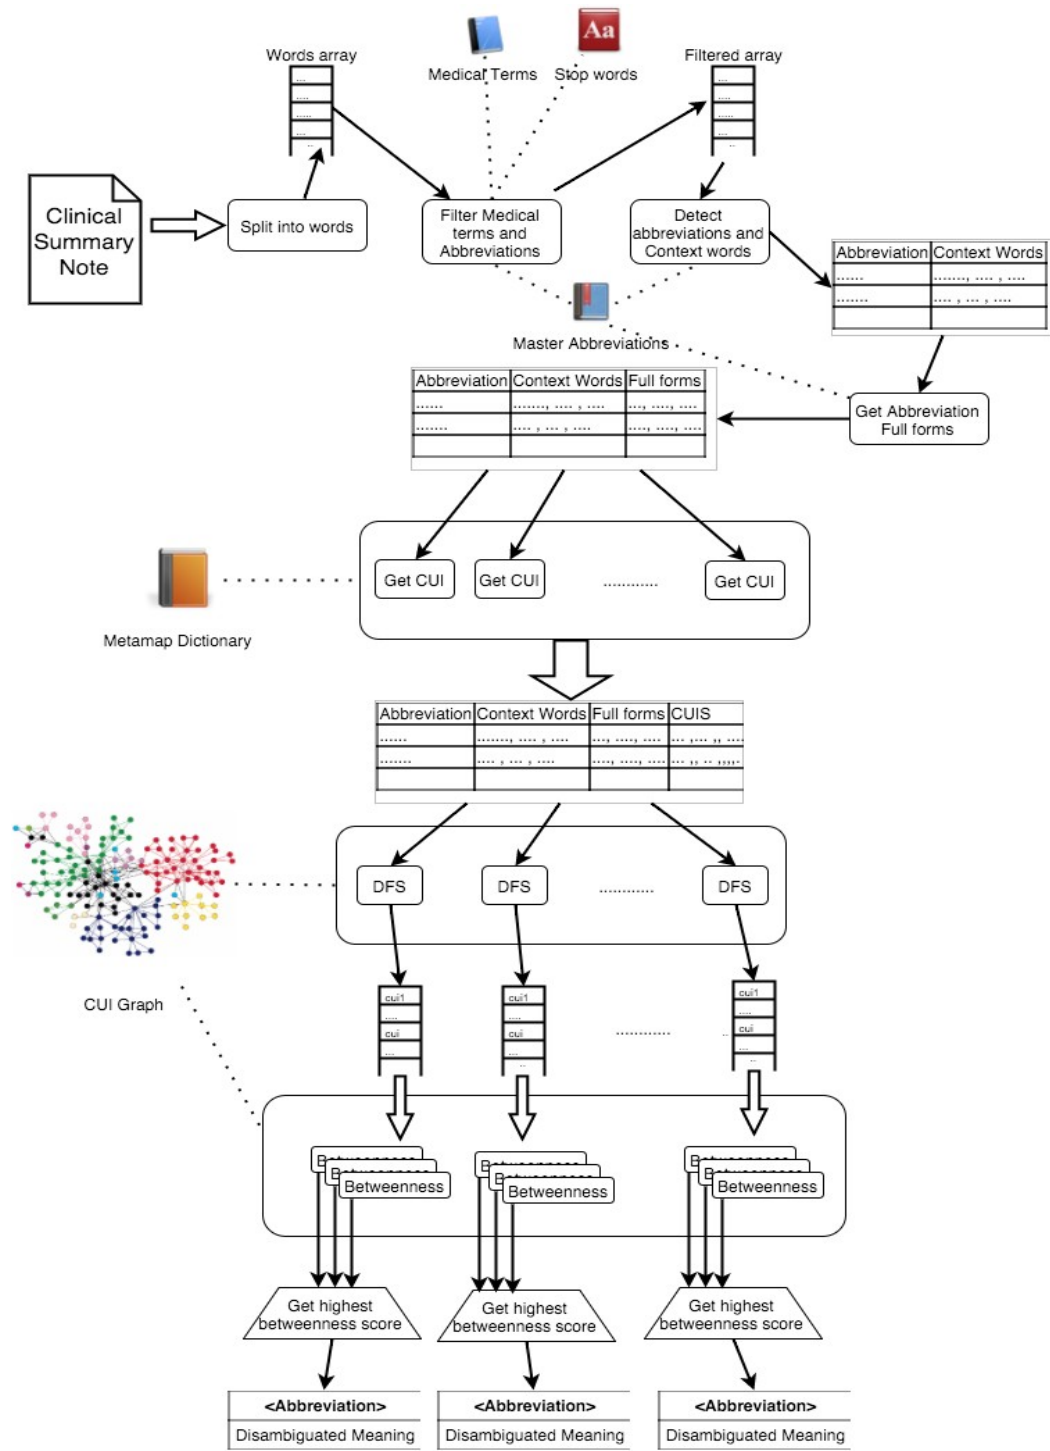 Words array
Medical Terms
Aa
Stop words
Filtered array
Clinical
Summary
Note
Split into words
Filter Medical
terms and
Abbreviations
Detect
abbreviations and
Context words
Abbreviation Context Words
......, .... , ....
.... , ... , ....
Master Abbreviations
Get Abbreviation
Full forms
Abbreviation Context Words Full forms
...... ......., .... , .... ..., ...., ....
....... .... , ... , .... ...., ...., ....
Get CUI Get CUI ............ Get CUI
Metamap Dictionary
Abbreviation Context Words Full forms CUIS
...... ......., .... , .... ...., ...., ....
....... .... , ... , .... ...., ...., ....
DFS DFS ............ DFS
CUI Graph
cui1 cui1 cui1
.... .... ....
cui cui ............ cui
... ... ...
Betweenness Betweenness Betweenness
Get highest
betweenness score
Get highest
betweenness score
Get highest
betweenness score
<Abbreviation> <Abbreviation> <Abbreviation>
Disambiguated Meaning Disambiguated Meaning Disambiguated Meaning